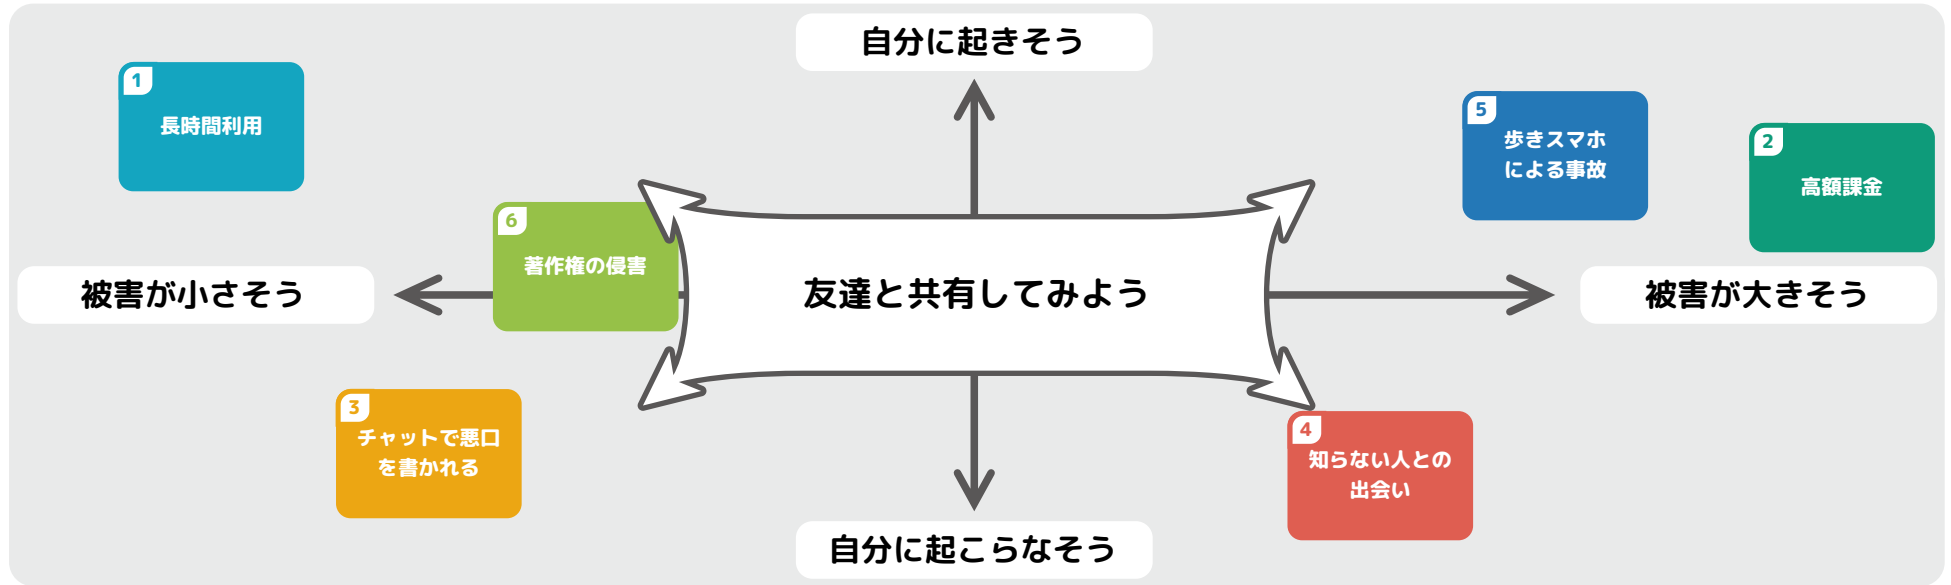 自分に起きそう
1
長時間利用
5
歩きスマホ
による事故
2
高額課金
6
著作権の侵害
被害が小さそう
友達と共有してみよう
被害が大きそう
3
チャットで悪口
を書かれる
4
知らない人との
出会い
自分に起こらなそう